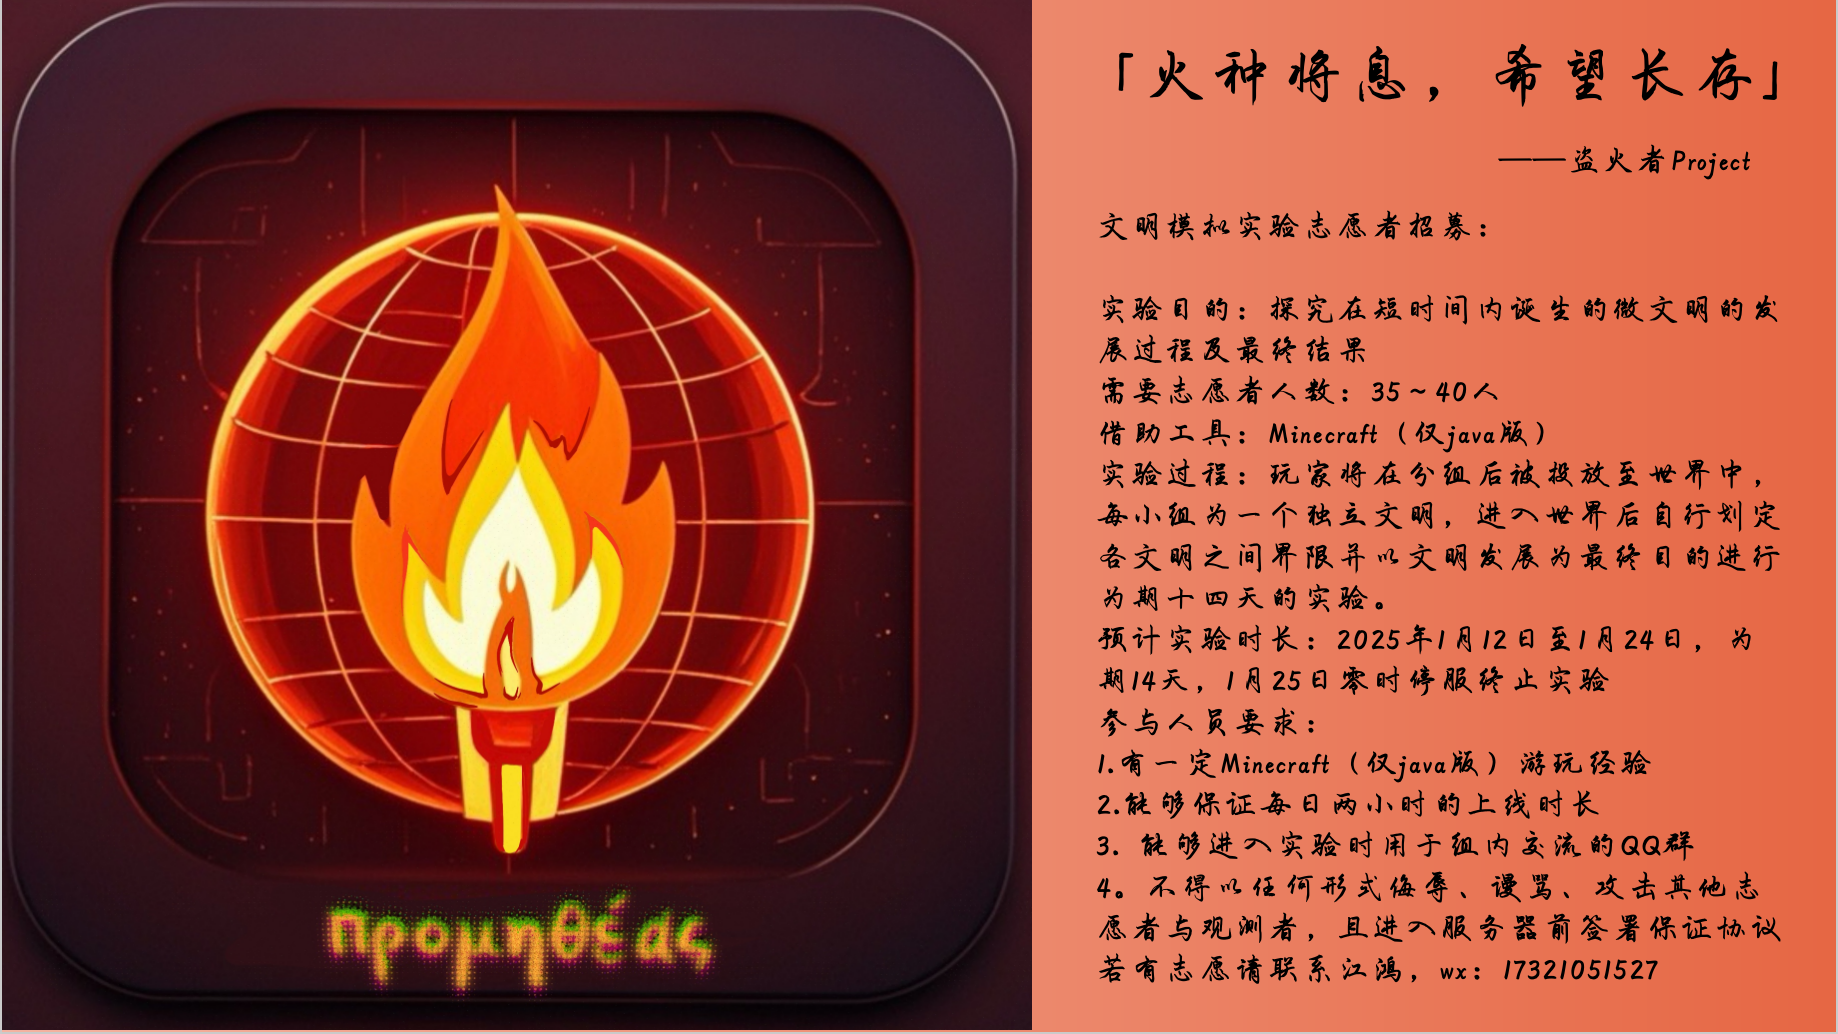 προμηθέας
「火种将息，希望长存」
——盗火者Project
文明模拟实验志愿者招募：
实验目的：探究在短时间内诞生的微文明的发
展过程及最终结果
需要志愿者人数：35~40人
借助工具：Minecraft（仅java版）
实验过程：玩家将在分组后被投放至世界中，
每小组为一个独立文明，进入世界后自行划定
各文明之间界限并以文明发展为最终目的进行
为期十四天的实验。
预计实验时长：2025年1月12日至1月24日，为
期14天，1月25日零时停服终止实验
参与人员要求：
1.有一定Minecraft（仅java版）游玩经验
2.能够保证每日两小时的上线时长
3. 能够进入实验时用于组内交流的QQ群
4。不得以任何形式侮辱、谩骂、攻击其他志
愿者与观测者，且进入服务器前签署保证协议
若有志愿请联系江鸿，wx：17321051527